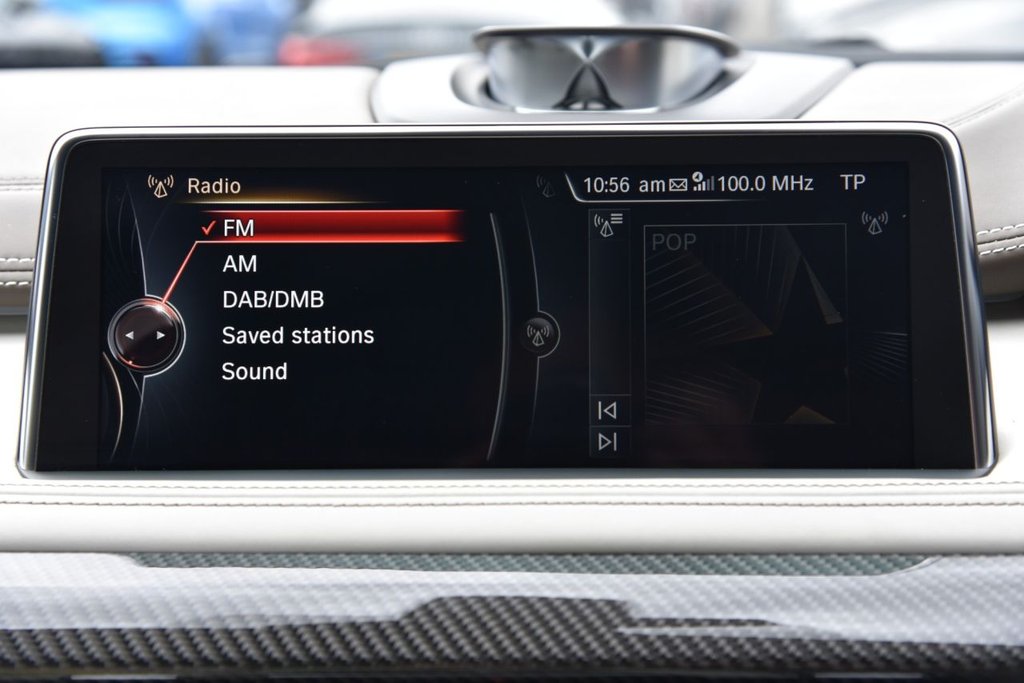 Radio
10:56 am 100.0 MHz TP
FM
AM
DAB/DMB
Saved stations
Sound
POP